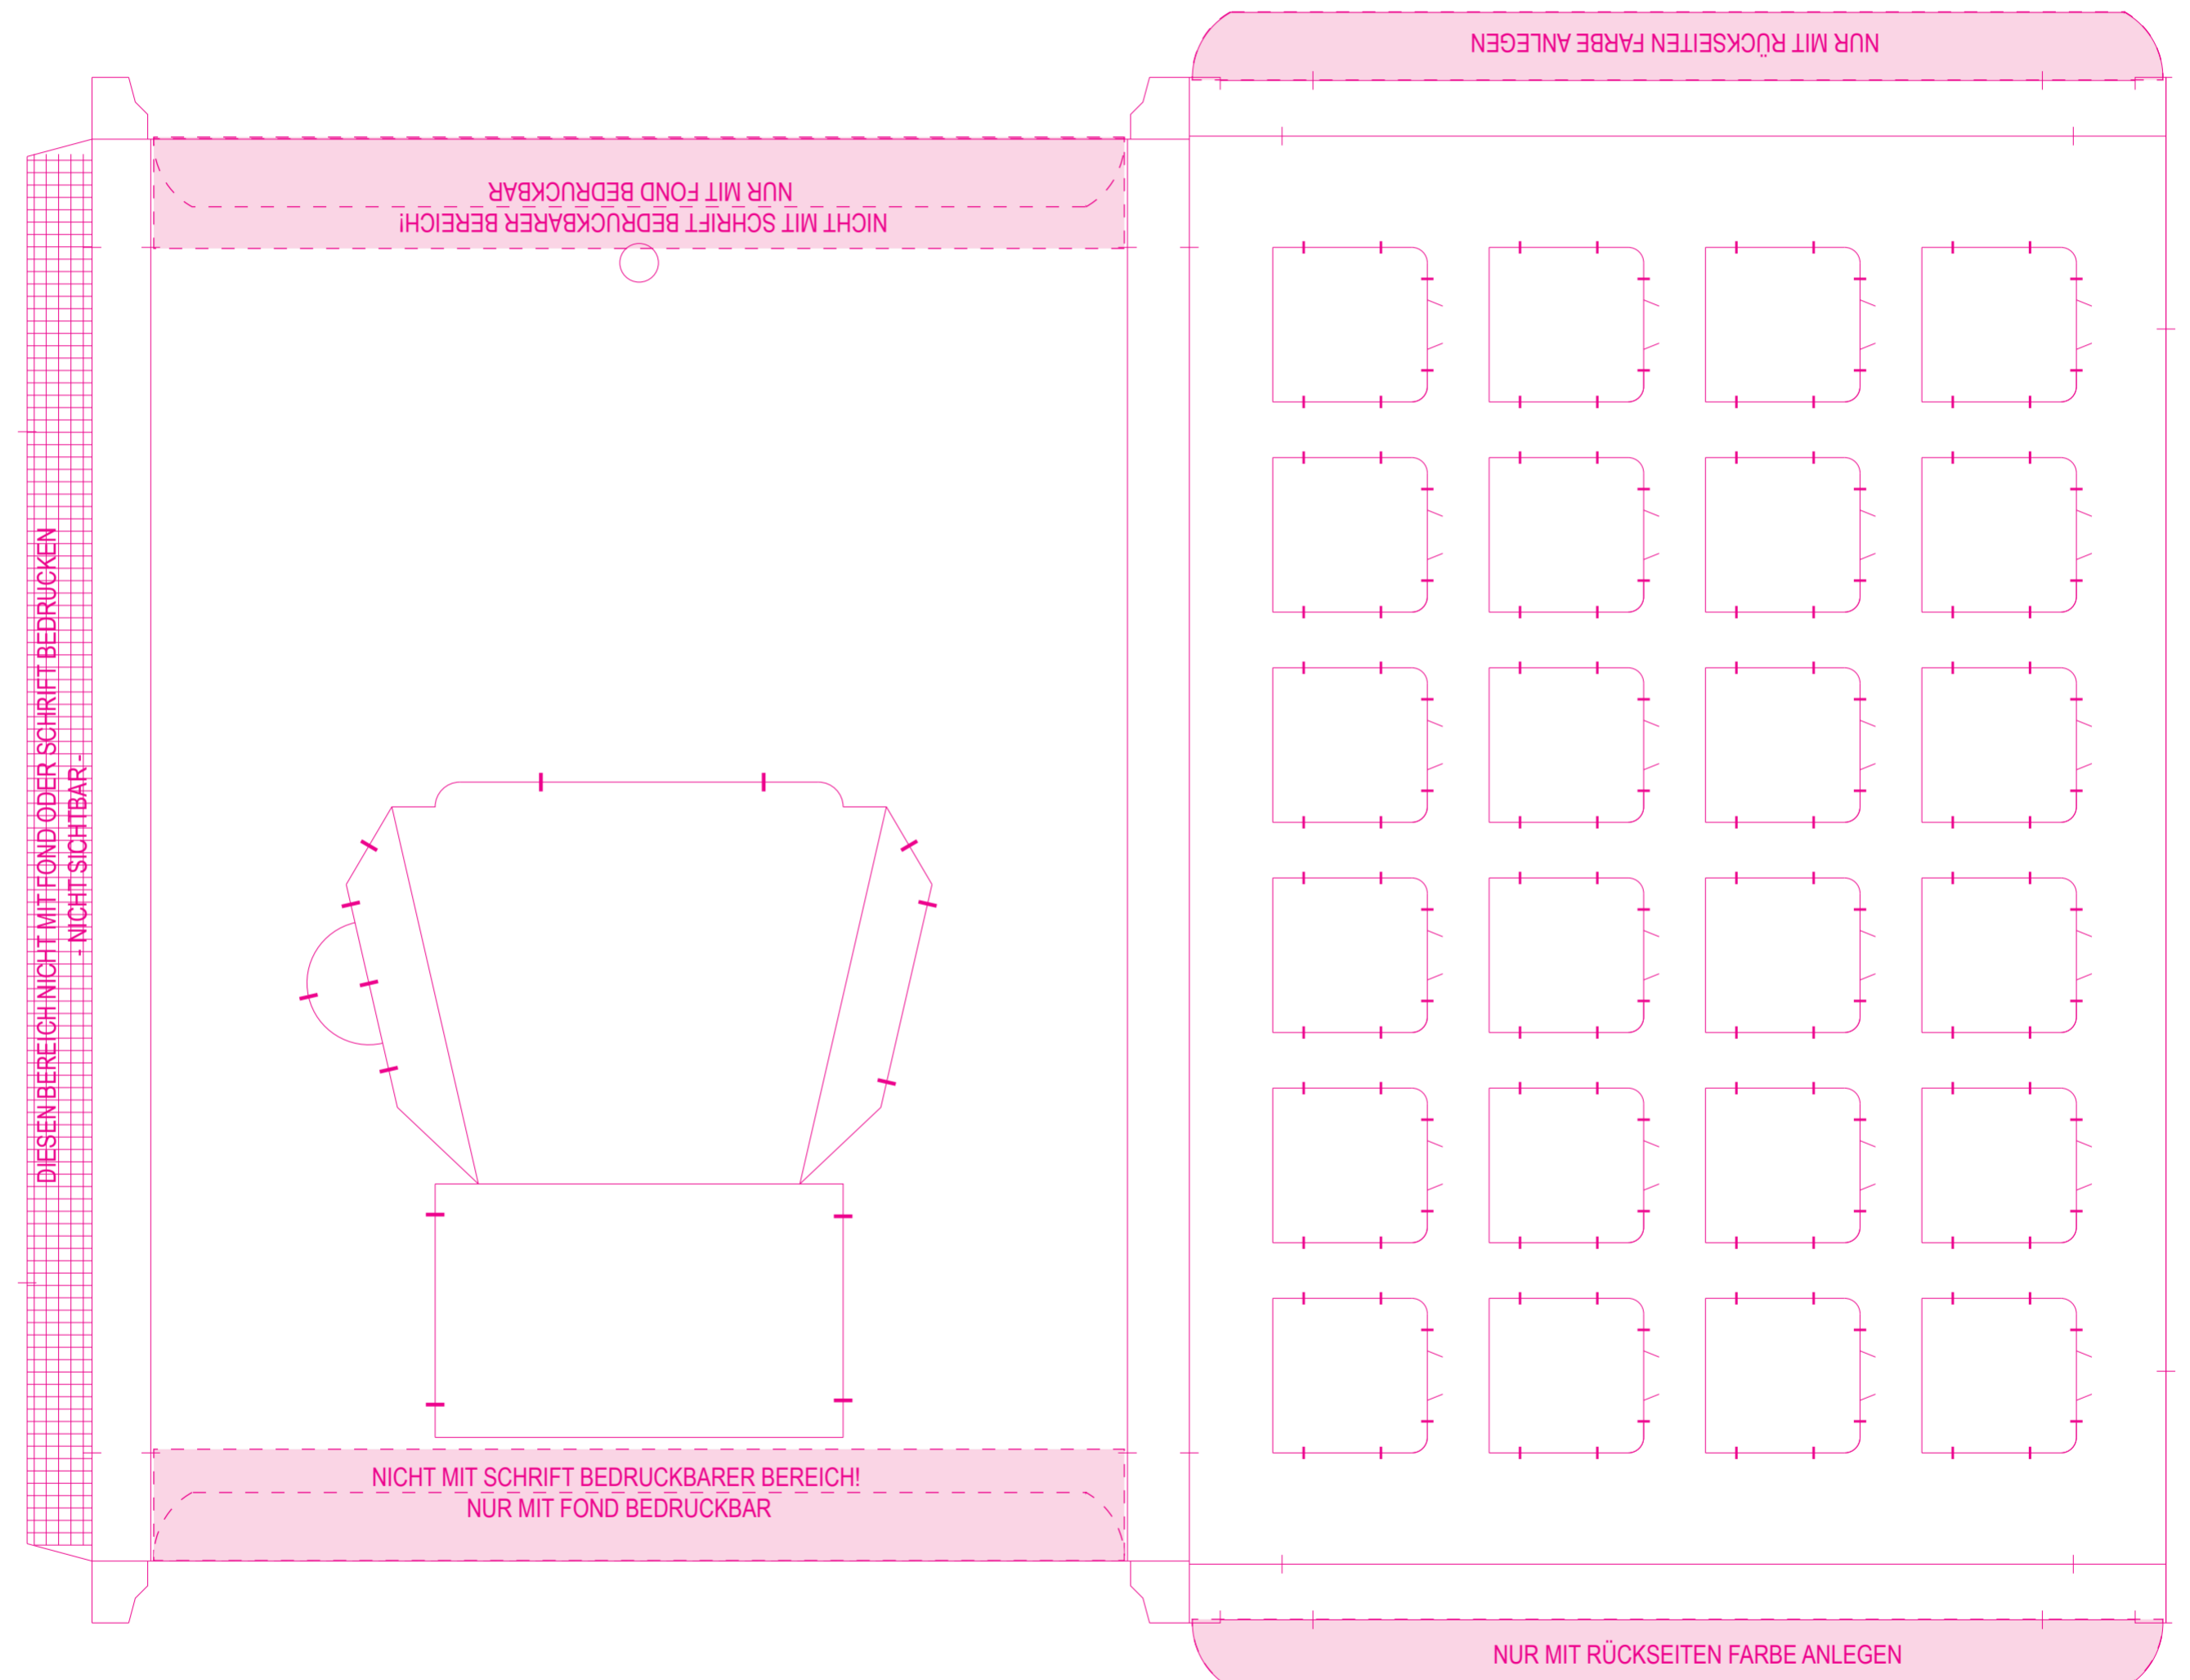 NUR MIT RÜCKSEITEN FARBE ANLEGEN
NUR MIT FOND BEDRUCKBAR
NICHT MIT SCHRIFT BEDRUCKBARER BEREICH!
DIESEN BEREICH NICHT MIT FOND ODER SCHRIFT BEDRUCKEN
- NICHT SICHTBAR -
NICHT MIT SCHRIFT BEDRUCKBARER BEREICH!
NUR MIT FOND BEDRUCKBAR
NUR MIT RÜCKSEITEN FARBE ANLEGEN